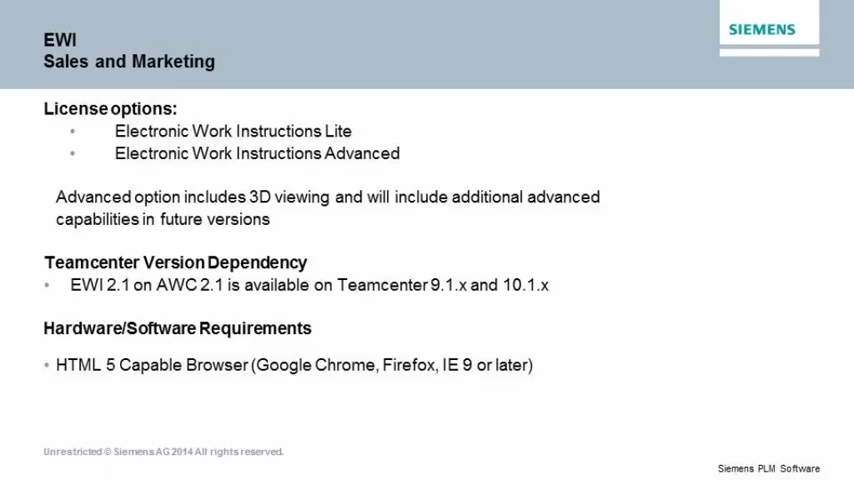 EWI
Sales and Marketing
SIEMENS
License options:
• Electronic Work Instructions Lite
• Electronic Work Instructions Advanced
Advanced option includes 3D viewing and will include additional advanced
capabilities in future versions
Teamcenter Version Dependency
• EWI 2.1 on AWC 2.1 is available on Teamcenter 9.1.x and 10.1.x
Hardware/Software Requirements
• HTML 5 Capable Browser (Google Chrome, Firefox, IE 9 or later)
Unrestricted © Siemens AG 2014 All rights reserved.
Siemens PLM Software